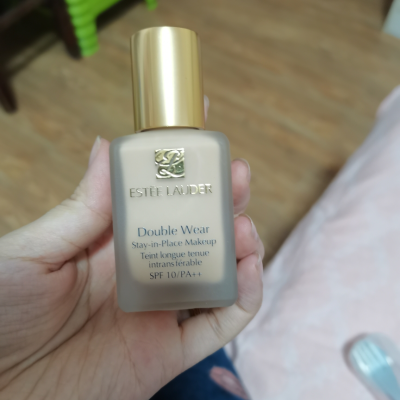 ESTĒE LAUDER
Double Wear
Stay-in-Place Makeup
Teint longue tenue
intransférable
SPF 10/PA++